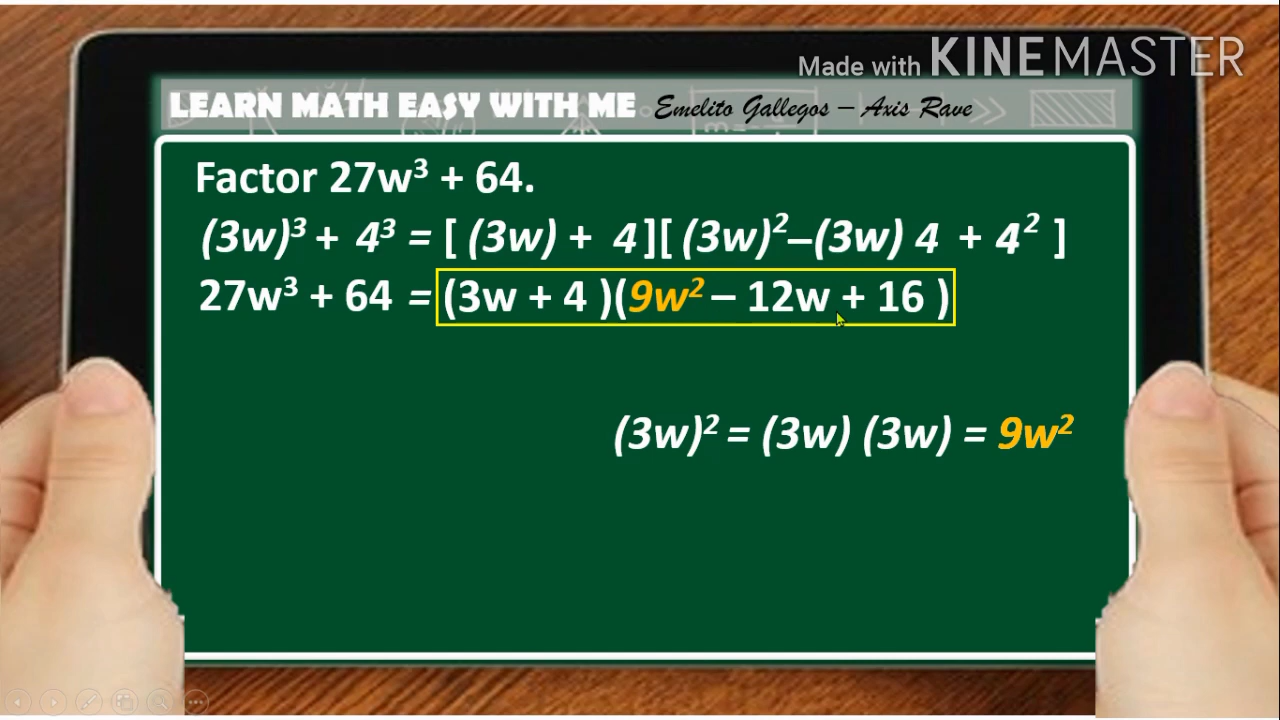 Made with KINEMASTER
LEARN MATH EASY WITH ME Emelito Gallegos – Axis Rave
Factor 27w³ + 64.
(3w)³ + 4³ = [ (3w) + 4 ][ (3w)² – (3w) 4 + 4² ]
27w³ + 64 = (3w + 4 )(9w² – 12w + 16 )
(3w)² = (3w) (3w) = 9w²